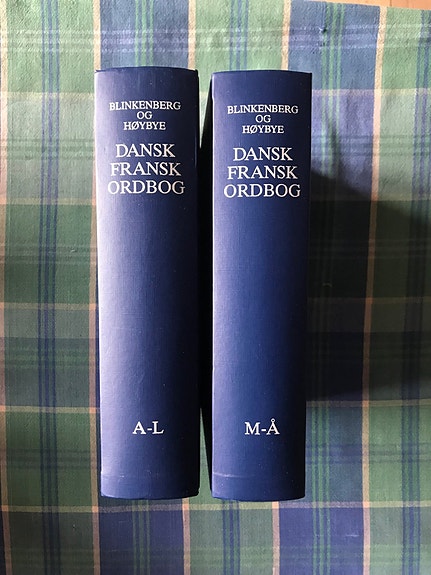 BLINKENBERG
OG
HØYBYE
DANSK
FRANSK
ORDBOG
A-L
BLINKENBERG
OG
HØYBYE
DANSK
FRANSK
ORDBOG
M-Å